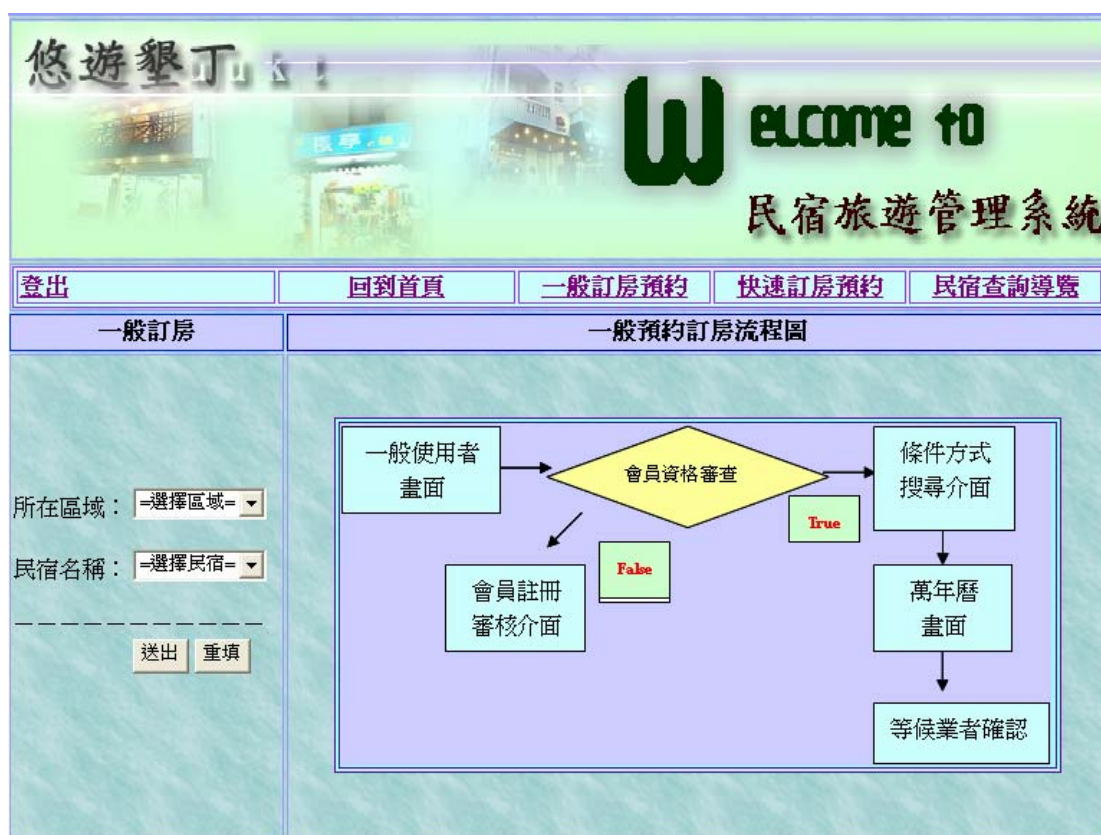 悠遊墾丁
Welcome to
民宿旅遊管理系統
登出
回到首頁
一般訂房預約
快速訂房預約
民宿查詢導覽
一般訂房
一般預約訂房流程圖
所在區域：
=選擇區域=
民宿名稱：
=選擇民宿=
－－－－－－－－－－－
送出
重填
一般使用者
畫面
會員資格審查
True
條件方式
搜尋介面
False
會員註冊
審核介面
萬年曆
畫面
等候業者確認